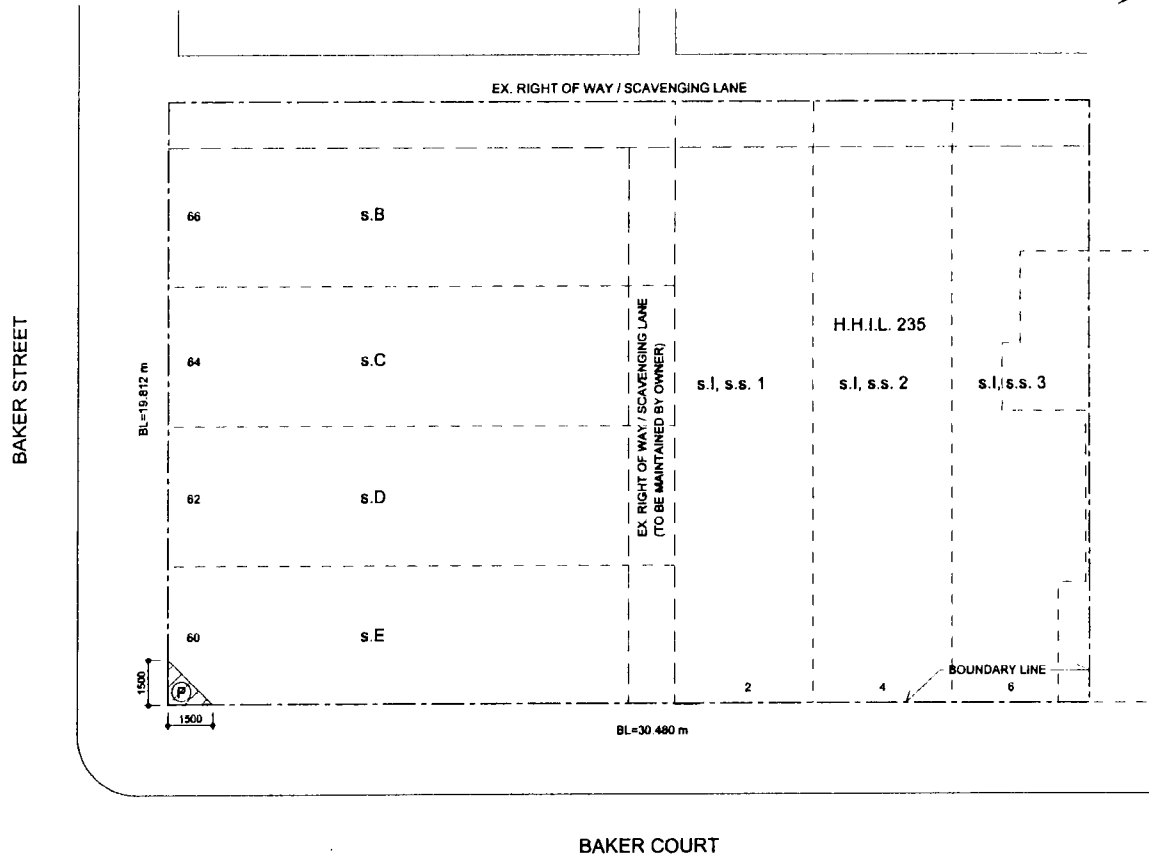 EX. RIGHT OF WAY / SCAVENGING LANE
66
s.B
BAKER STREET
BL=19.812 m
64
s.C
EX. RIGHT OF WAY / SCAVENGING LANE
(TO BE MAINTAINED BY OWNER)
H.H.I.L. 235
s.I, s.s. 1
s.I, s.s. 2
s.I, s.s. 3
62
s.D
60
s.E
1500
P
1500
2
4
6
BOUNDARY LINE
BL=30.480 m
BAKER COURT